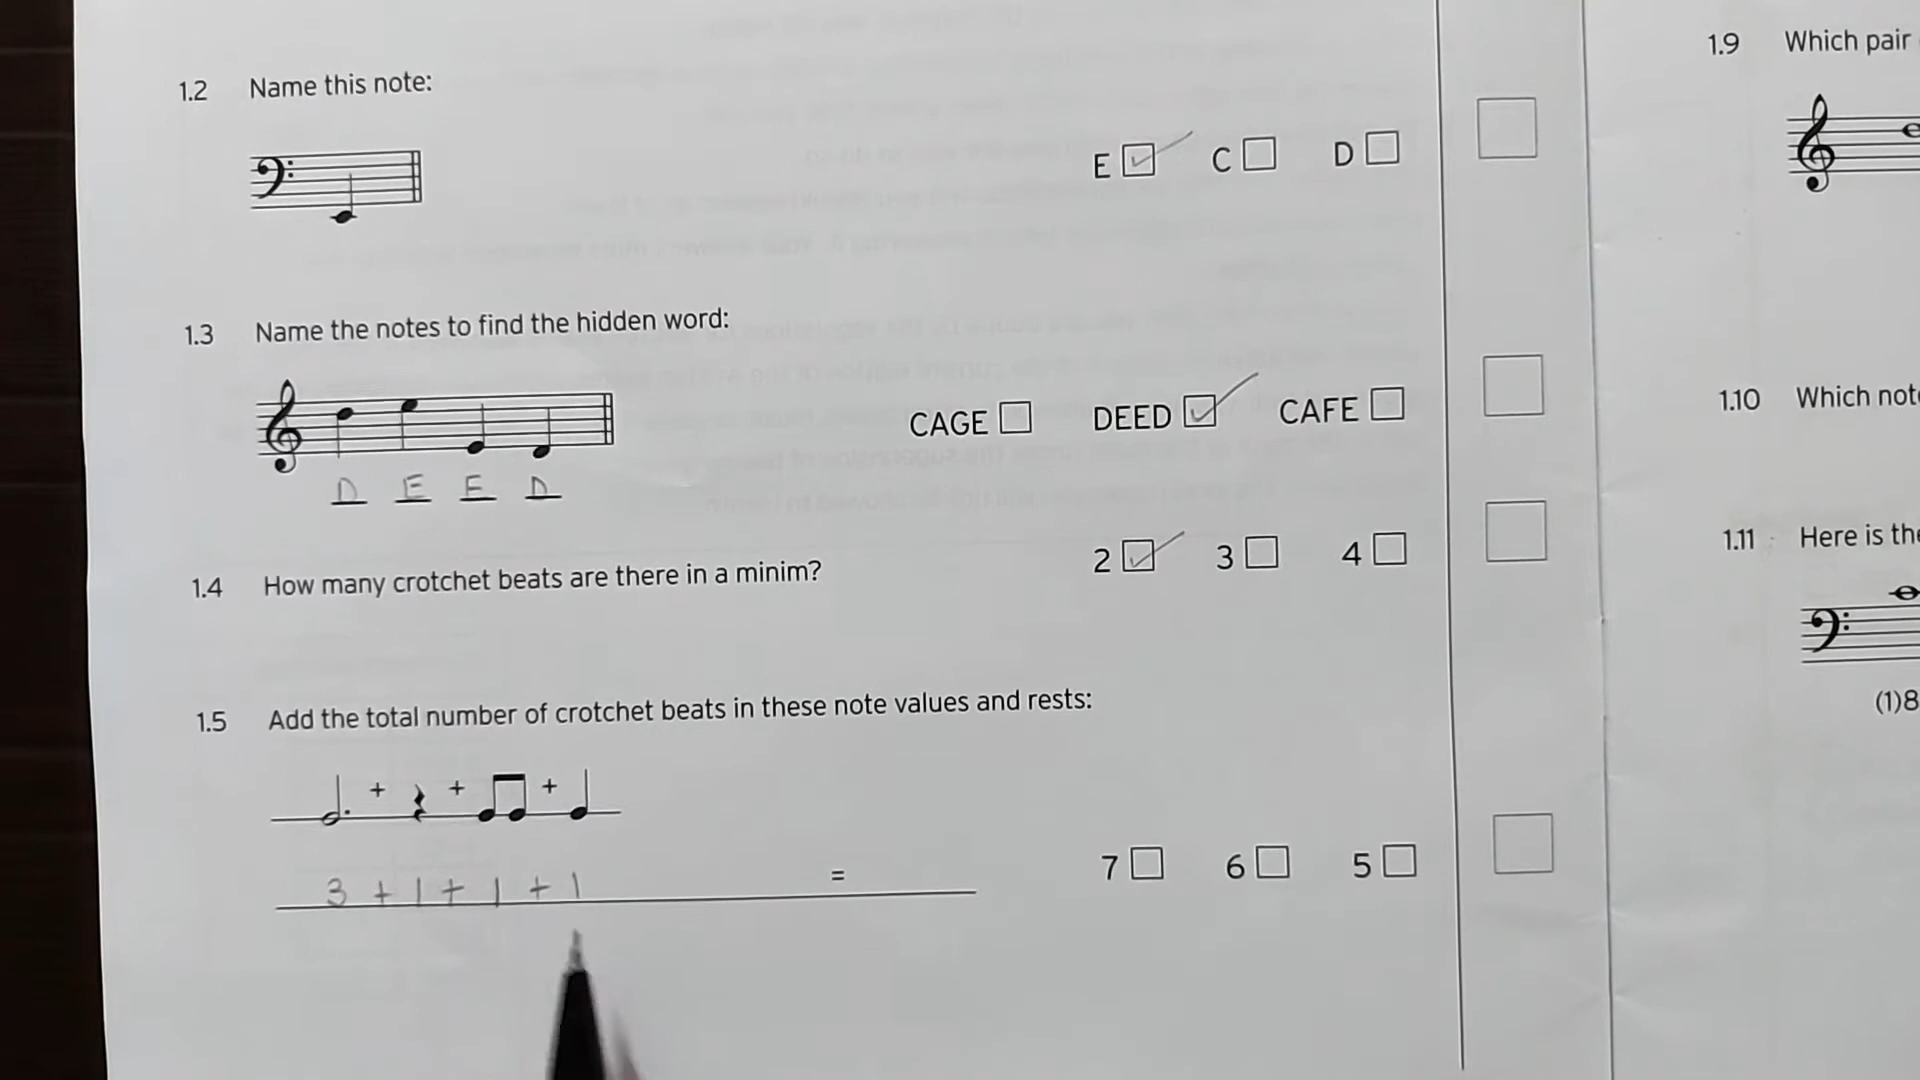 1.2 Name this note:
E C D
1.3 Name the notes to find the hidden word:
CAGE DEED CAFE
D E E D
1.4 How many crotchet beats are there in a minim?
2 3 4
1.5 Add the total number of crotchet beats in these note values and rests:
+ + +
3 + 1 + 1 + 1 =
7 6 5
1.9 Which pair
1.10 Which note
1.11 Here is the
(1)8